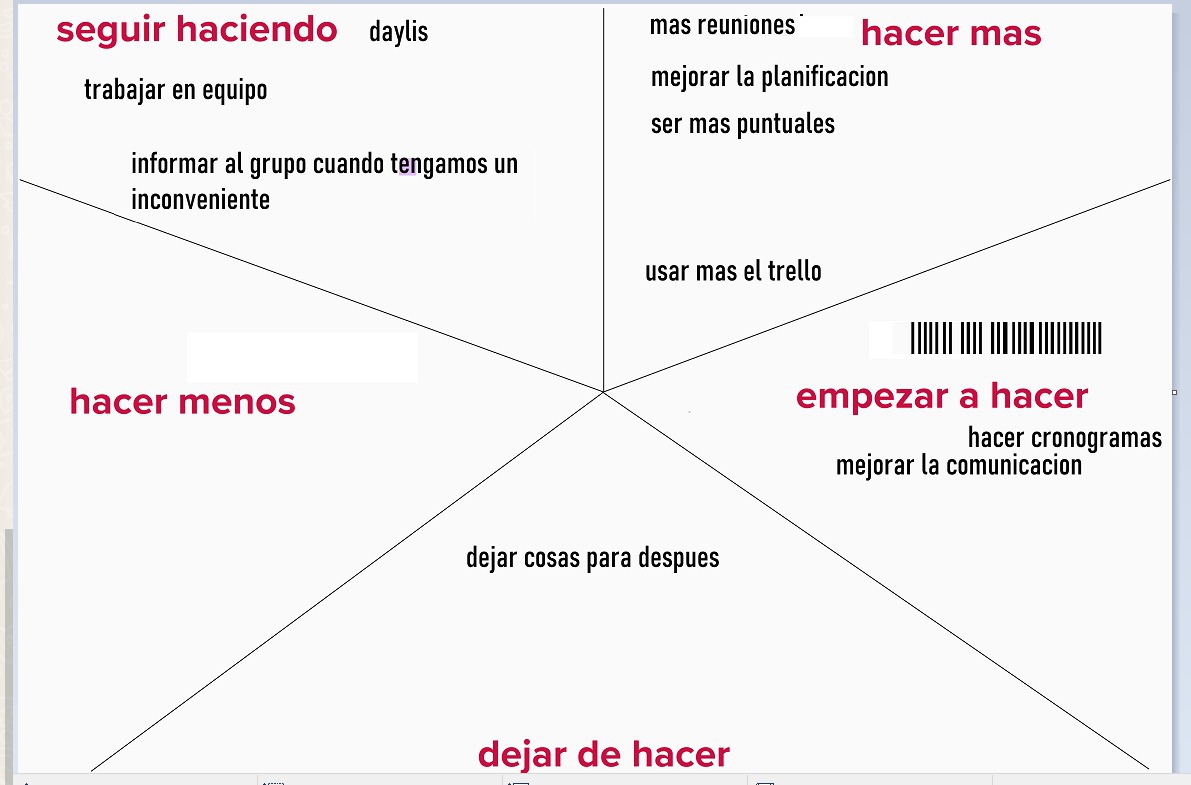 seguir haciendo
daylis
trabajar en equipo
informar al grupo cuando tengamos un
inconveniente
mas reuniones
hacer mas
mejorar la planificacion
ser mas puntuales
usar mas el trello
hacer menos
empezar a hacer
hacer cronogramas
mejorar la comunicacion
dejar cosas para despues
dejar de hacer